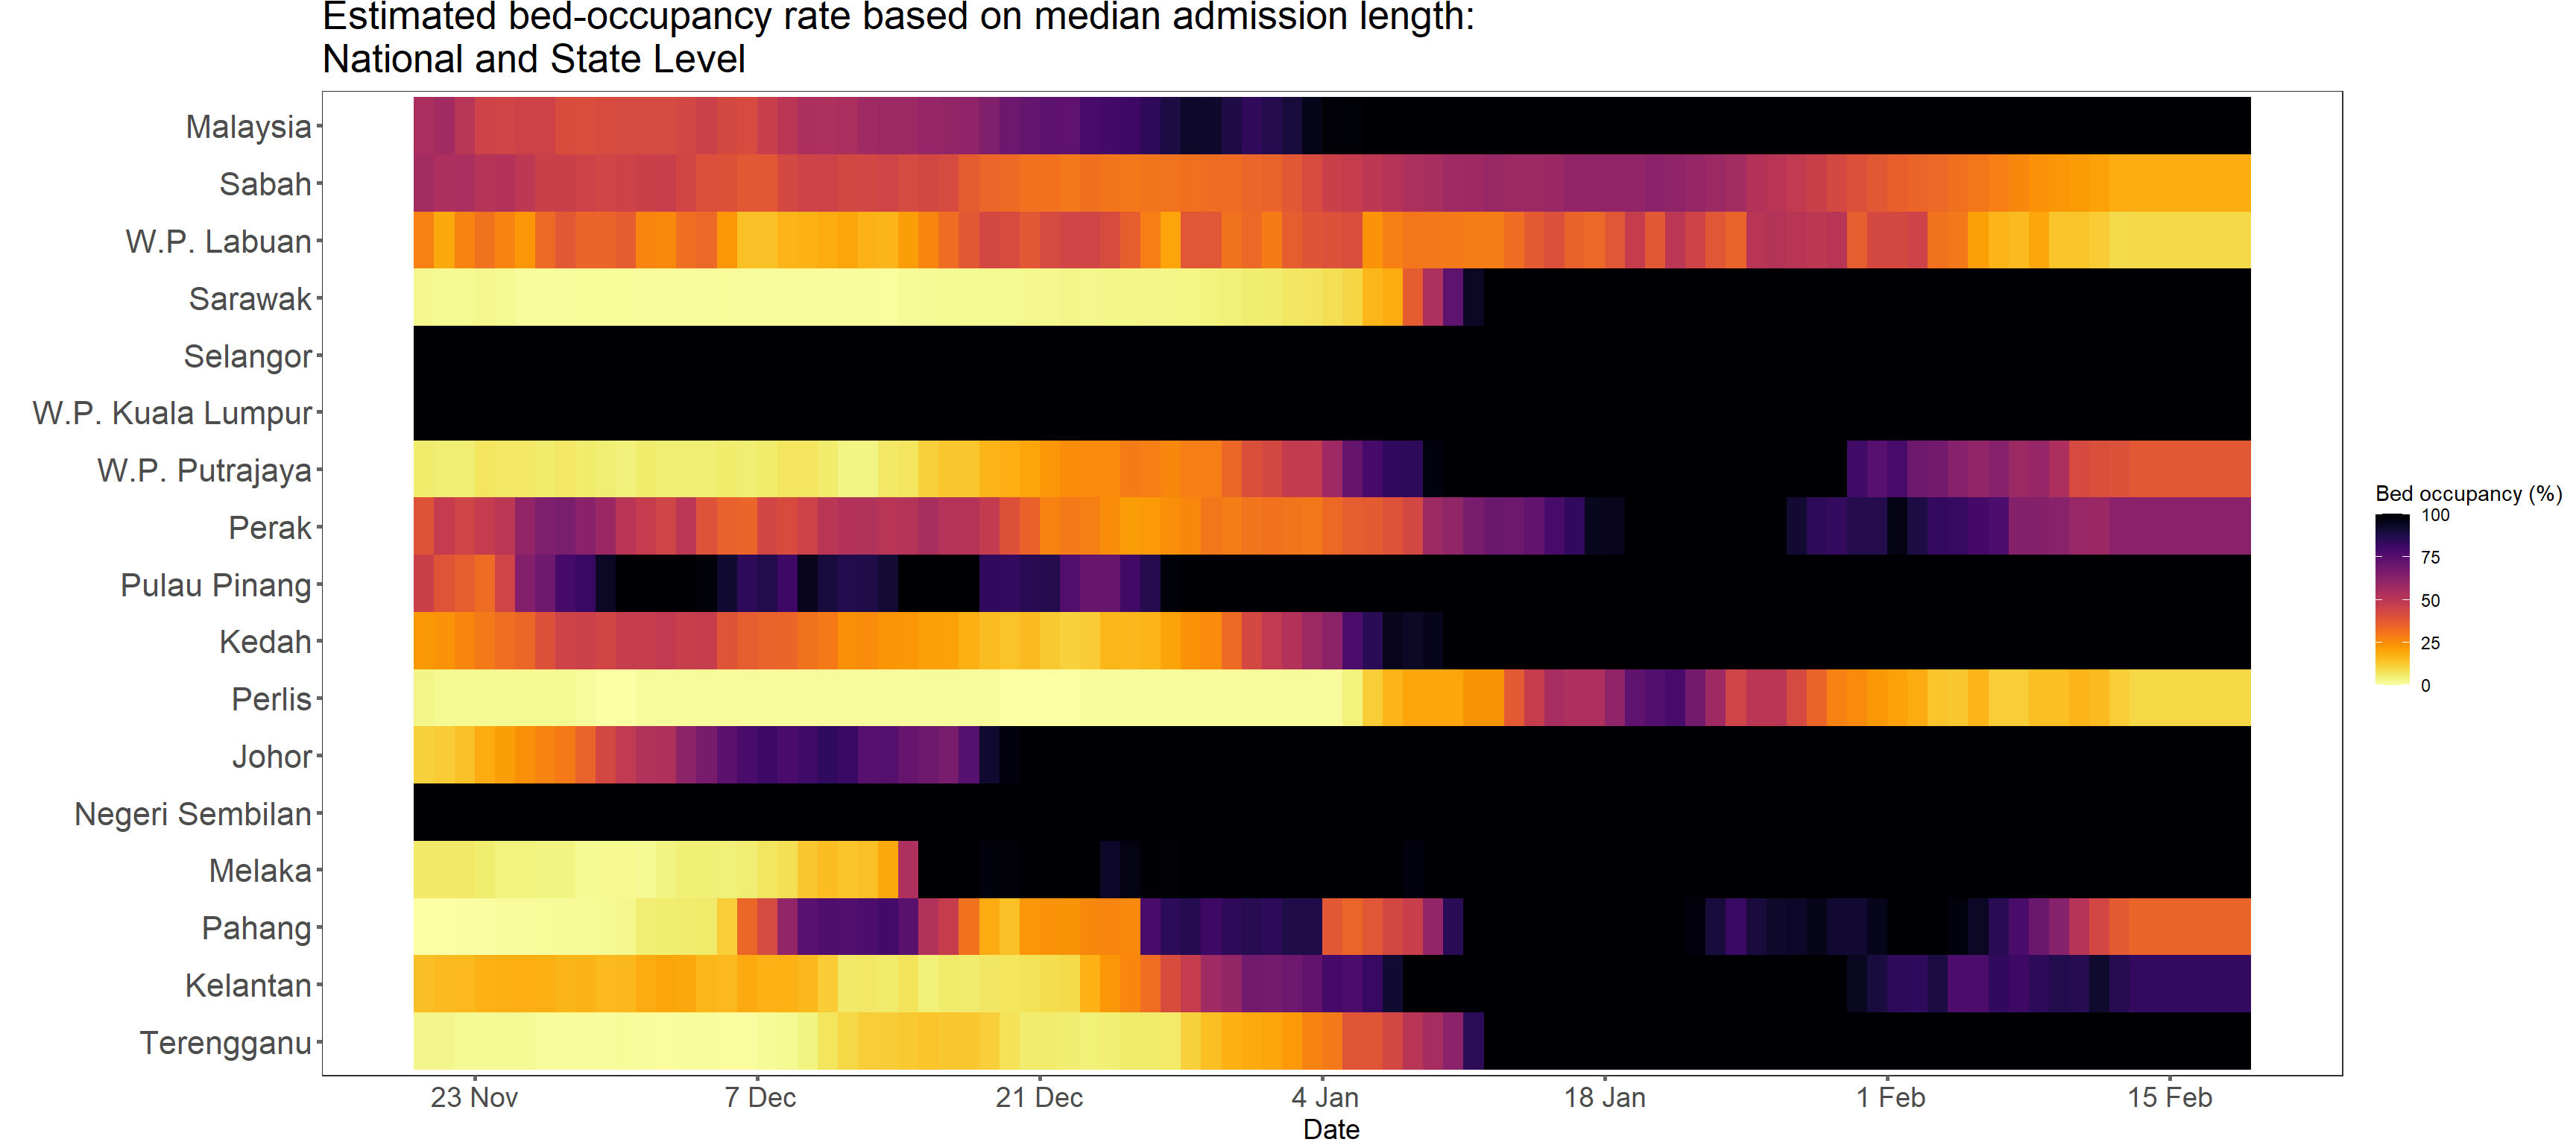 Estimated bed-occupancy rate based on median admission length:
National and State Level
Malaysia
Sabah
W.P. Labuan
Sarawak
Selangor
W.P. Kuala Lumpur
W.P. Putrajaya
Perak
Pulau Pinang
Kedah
Perlis
Johor
Negeri Sembilan
Melaka
Pahang
Kelantan
Terengganu
23 Nov
7 Dec
21 Dec
4 Jan
18 Jan
1 Feb
15 Feb
Date
Bed occupancy (%)
100
75
50
25
0